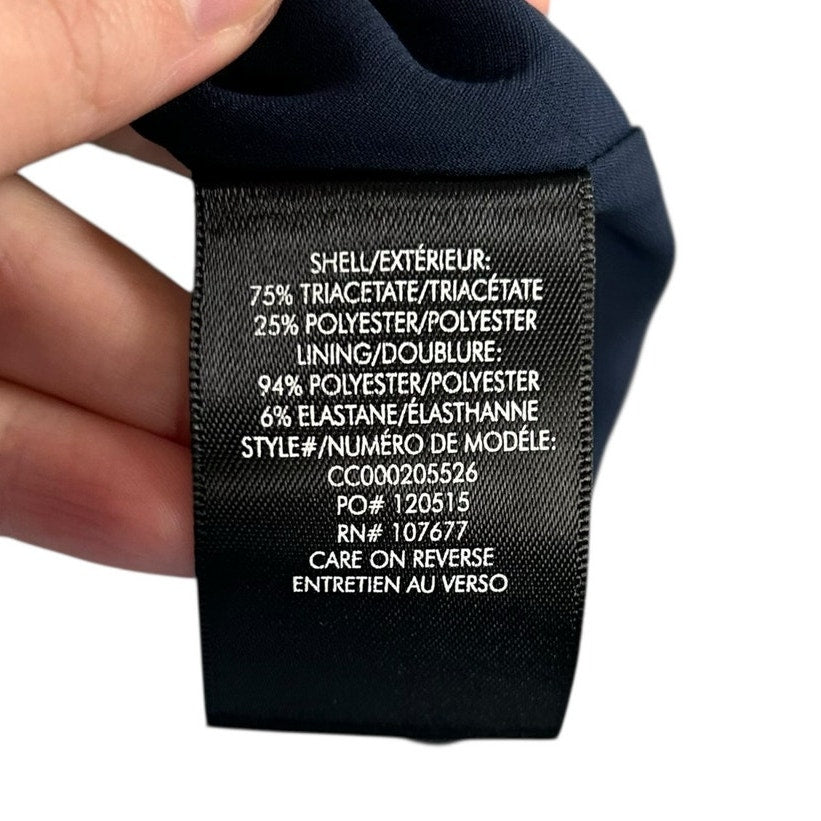 SHELL/EXTÉRIEUR:
75% TRIACETATE/TRIACÉTATE
25% POLYESTER/POLYESTER
LINING/DOUBLURE:
94% POLYESTER/POLYESTER
6% ELASTANE/ÉLASTHANNE
STYLE#/NUMÉRO DE MODÉLE:
CC000205526
PO# 120515
RN# 107677
CARE ON REVERSE
ENTRETIEN AU VERSO